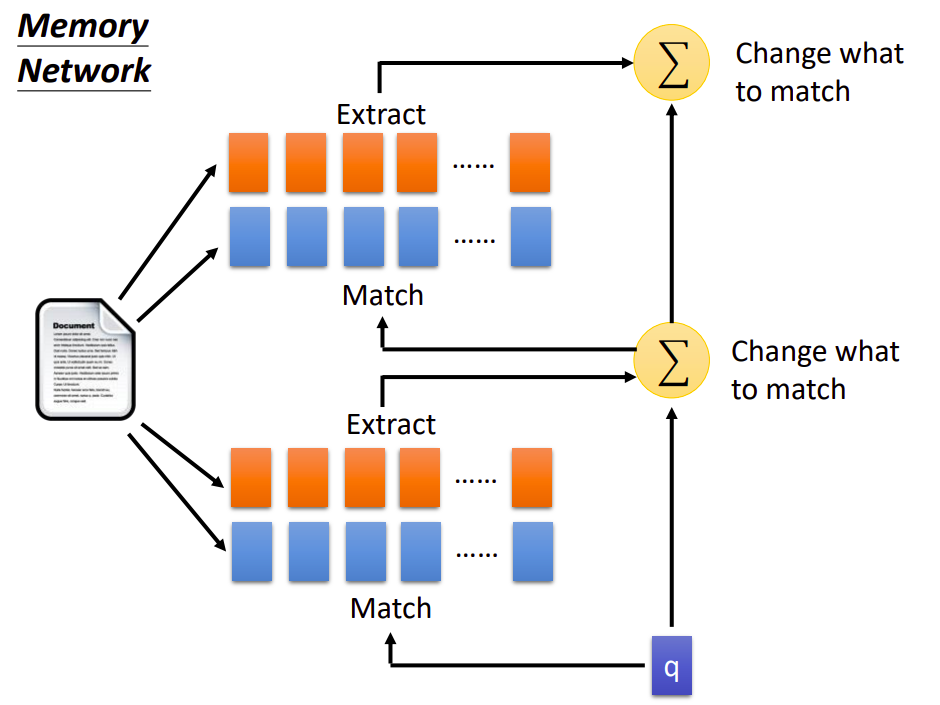 Memory
Network
∑
Change what
to match
Extract
......
......
Match
Document
∑
Change what
to match
Extract
......
......
Match
q